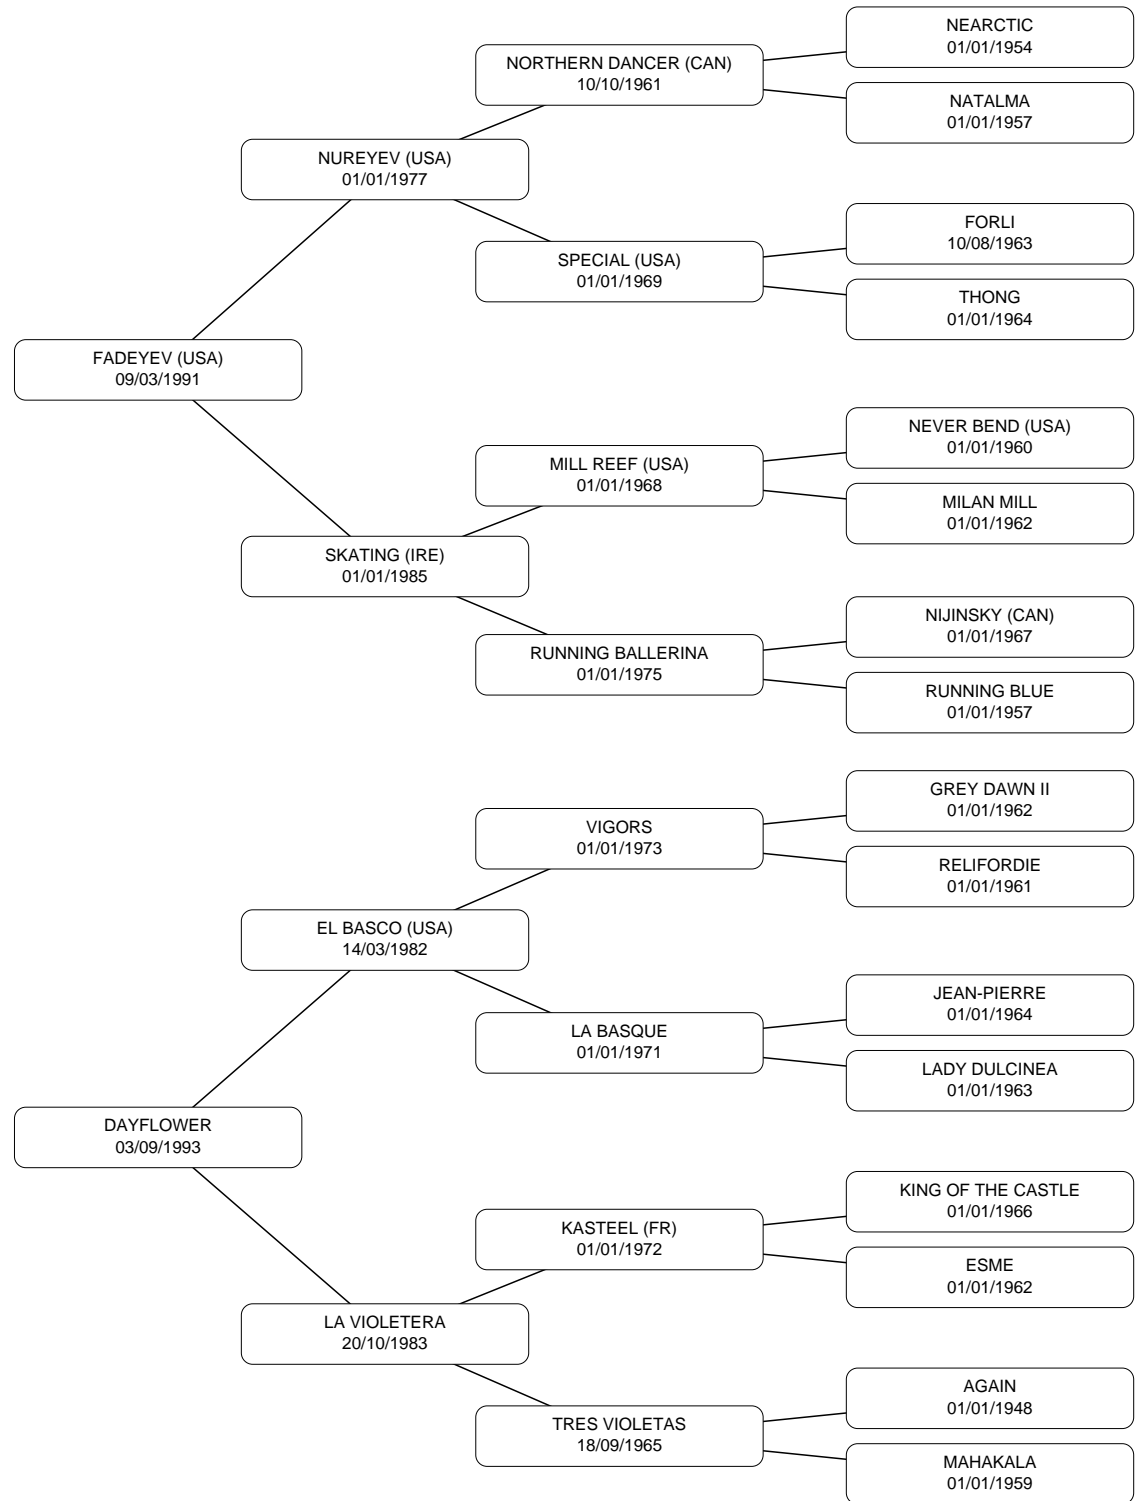 NEARCTIC
01/01/1954
NORTHERN DANCER (CAN)
10/10/1961
NATALMA
01/01/1957
NUREYEV (USA)
01/01/1977
FORLI
10/08/1963
SPECIAL (USA)
01/01/1969
THONG
01/01/1964
FADEYEV (USA)
09/03/1991
NEVER BEND (USA)
01/01/1960
MILL REEF (USA)
01/01/1968
MILAN MILL
01/01/1962
SKATING (IRE)
01/01/1985
NIJINSKY (CAN)
01/01/1967
RUNNING BALLERINA
01/01/1975
RUNNING BLUE
01/01/1957
GREY DAWN II
01/01/1962
VIGORS
01/01/1973
RELIFORDIE
01/01/1961
EL BASCO (USA)
14/03/1982
JEAN-PIERRE
01/01/1964
LA BASQUE
01/01/1971
LADY DULCINEA
01/01/1963
DAYFLOWER
03/09/1993
KING OF THE CASTLE
01/01/1966
KASTEEL (FR)
01/01/1972
ESME
01/01/1962
LA VIOLETERA
20/10/1983
AGAIN
01/01/1948
TRES VIOLETAS
18/09/1965
MAHAKALA
01/01/1959